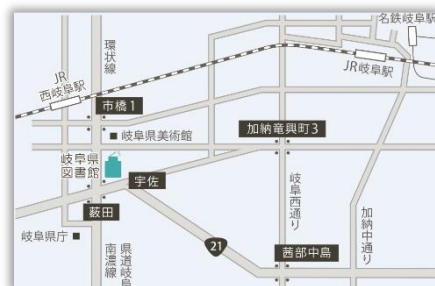 名鉄岐阜駅
環状線
JR
西岐阜駅
JR岐阜駅
市橋1
岐阜県美術館
加納竜興町3
岐阜県
図書館
宇佐
岐阜西通り
加納中通り
薮田
岐阜県庁
県道岐阜
南濃線
21
茜部中島